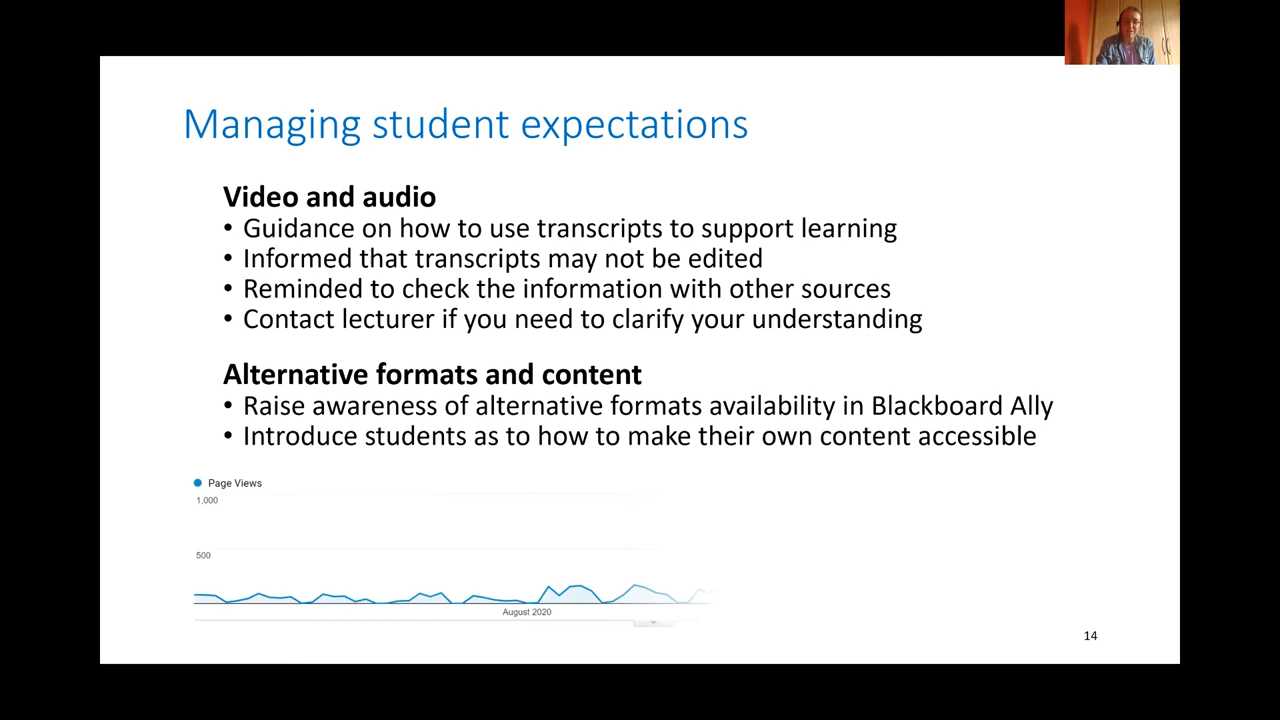 Managing student expectations
Video and audio
• Guidance on how to use transcripts to support learning
• Informed that transcripts may not be edited
• Reminded to check the information with other sources
• Contact lecturer if you need to clarify your understanding
Alternative formats and content
• Raise awareness of alternative formats availability in Blackboard Ally
• Introduce students as to how to make their own content accessible
Page Views
1,000
500
August 2020
14